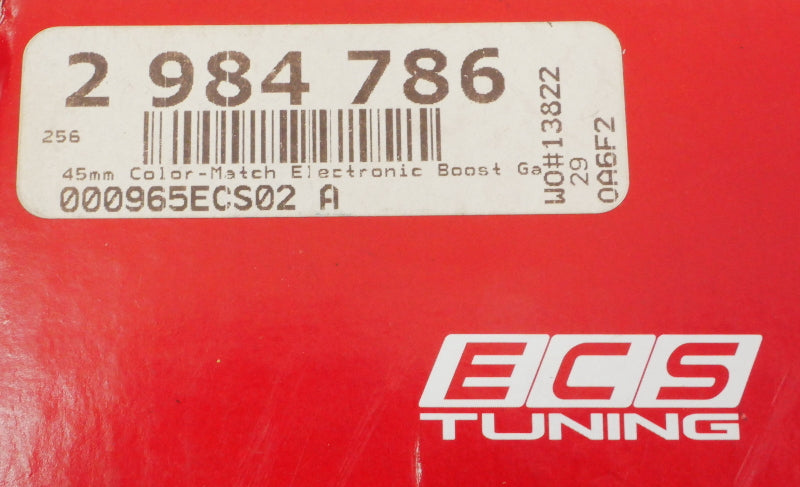 2 984 786
256
45mm Color-Match Electronic Boost Ga
000965ECS02 A
WO#13822
29
0A6F2
ECS
TUNING